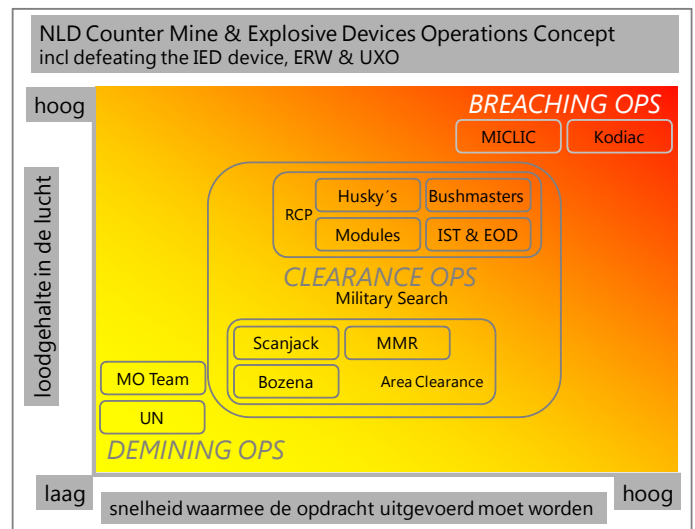 NLD Counter Mine & Explosive Devices Operations Concept
incl defeating the IED device, ERW & UXO
hoog
BREACHING OPS
MICLIC
Kodiac
loodgehalte in de lucht
RCP
Husky´s
Bushmasters
Modules
IST & EOD
CLEARANCE OPS
Military Search
Scanjack
MMR
Bozena
Area Clearance
MO Team
UN
DEMINING OPS
laag
snelheid waarmee de opdracht uitgevoerd moet worden
hoog